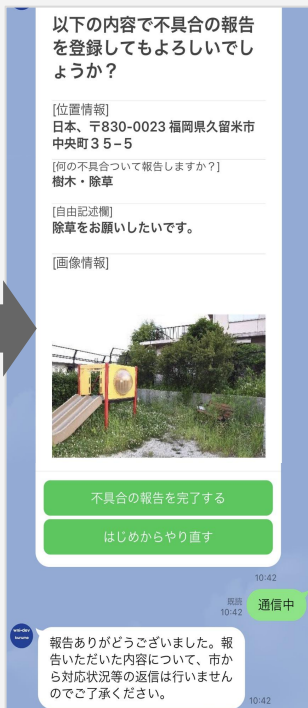 以下の内容で不具合の報告
を登録してもよろしいでし
ょうか？
[位置情報]
日本、〒830-0023 福岡県久留米市
中央町３５−５
[何の不具合ついて報告しますか？]
樹木・除草
[自由記述欄]
除草をお願いしたいです。
[画像情報]
不具合の報告を完了する
はじめからやり直す
10:42
既読
10:42
通信中
報告ありがとうございました。報
告いただいた内容について、市か
ら対応状況等の返信は行いません
のでご了承ください。
10:42